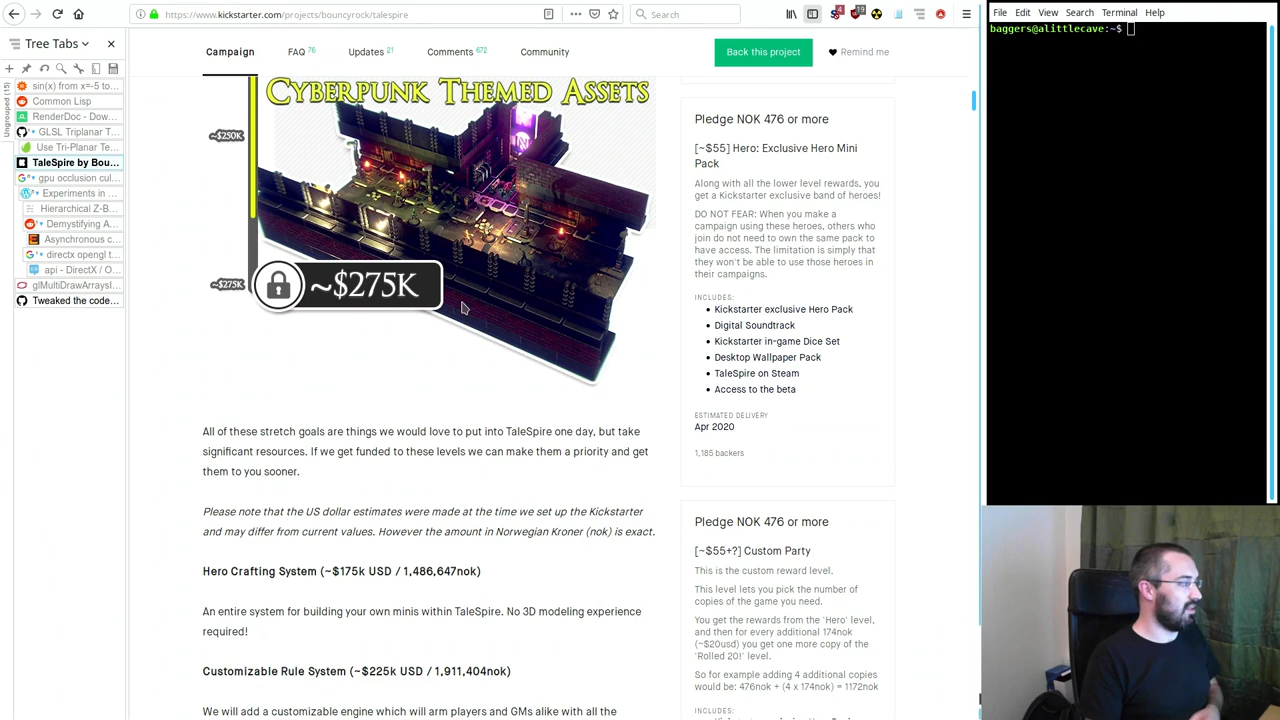 https://www.kickstarter.com/projects/bouncyrock/talespire
Search
4
9
Tree Tabs
Ungrouped (15)
sin(x) from x=-5 to...
Common Lisp
RenderDoc - Dow...
GLSL Triplanar T...
Use Tri-Planar Te...
TaleSpire by Bou...
gpu occlusion cul...
Experiments in ...
Hierarchical Z-B...
Demystifying A...
Asynchronous c...
directx opengl t...
api - DirectX / O...
glMultiDrawArraysI...
Tweaked the code...
Campaign
FAQ 76
Updates 21
Comments 672
Community
Back this project
Remind me
CYBERPUNK THEMED ASSETS
~$250K
~$275K
~$275K
All of these stretch goals are things we would love to put into TaleSpire one day, but take
significant resources. If we get funded to these levels we can make them a priority and get
them to you sooner.
Please note that the US dollar estimates were made at the time we set up the Kickstarter
and may differ from current values. However the amount in Norwegian Kroner (nok) is exact.
Hero Crafting System (~$175k USD / 1,486,647nok)
An entire system for building your own minis within TaleSpire. No 3D modeling experience
required!
Customizable Rule System (~$225k USD / 1,911,404nok)
We will add a customizable engine which will arm players and GMs alike with all the
Pledge NOK 476 or more
[~$55] Hero: Exclusive Hero Mini
Pack
Along with all the lower level rewards, you
get a Kickstarter exclusive band of heroes!
DO NOT FEAR: When you make a
campaign using these heroes, others who
join do not need to own the same pack to
have access. The limitation is simply that
they won't be able to use those heroes in
their campaigns.
INCLUDES:
Kickstarter exclusive Hero Pack
Digital Soundtrack
Kickstarter in-game Dice Set
Desktop Wallpaper Pack
TaleSpire on Steam
Access to the beta
ESTIMATED DELIVERY
Apr 2020
1,185 backers
Pledge NOK 476 or more
[~$55+?] Custom Party
This is the custom reward level.
This level lets you pick the number of
copies of the game you need.
You get the rewards from the 'Hero' level,
and then for every additional 174nok
(~$20usd) you get one more copy of the
'Rolled 20!' level.
So for example adding 4 additional copies
would be: 476nok + (4 x 174nok) = 1172nok
INCLUDES:
File Edit View Search Terminal Help
baggers@alittlecave:~$